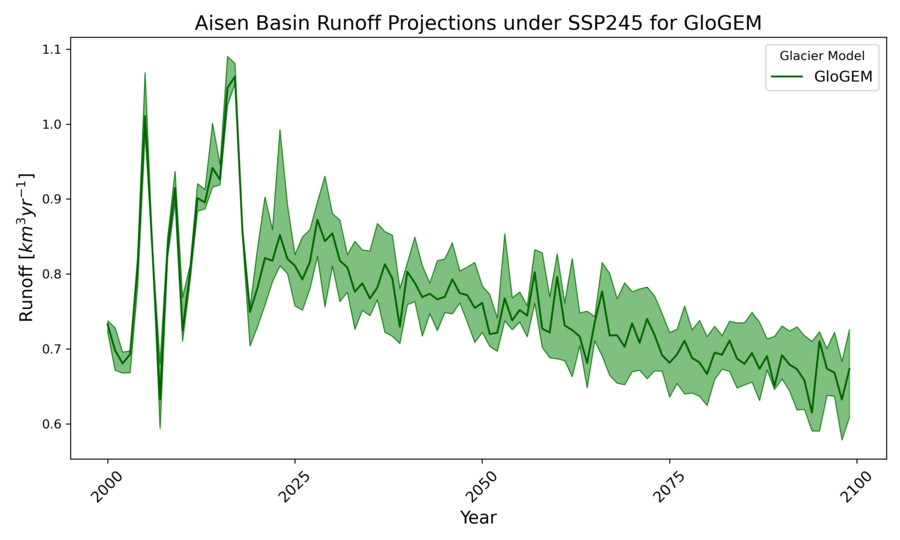 Aisen Basin Runoff Projections under SSP245 for GloGEM
Glacier Model
GloGEM
Runoff [km³yr⁻¹]
1.1
1.0
0.9
0.8
0.7
0.6
2000
2025
2050
2075
2100
Year